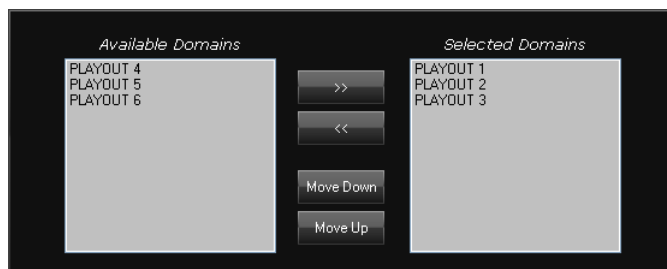 Available Domains
PLAYOUT 4
PLAYOUT 5
PLAYOUT 6
>>
<<
Move Down
Move Up
Selected Domains
PLAYOUT 1
PLAYOUT 2
PLAYOUT 3